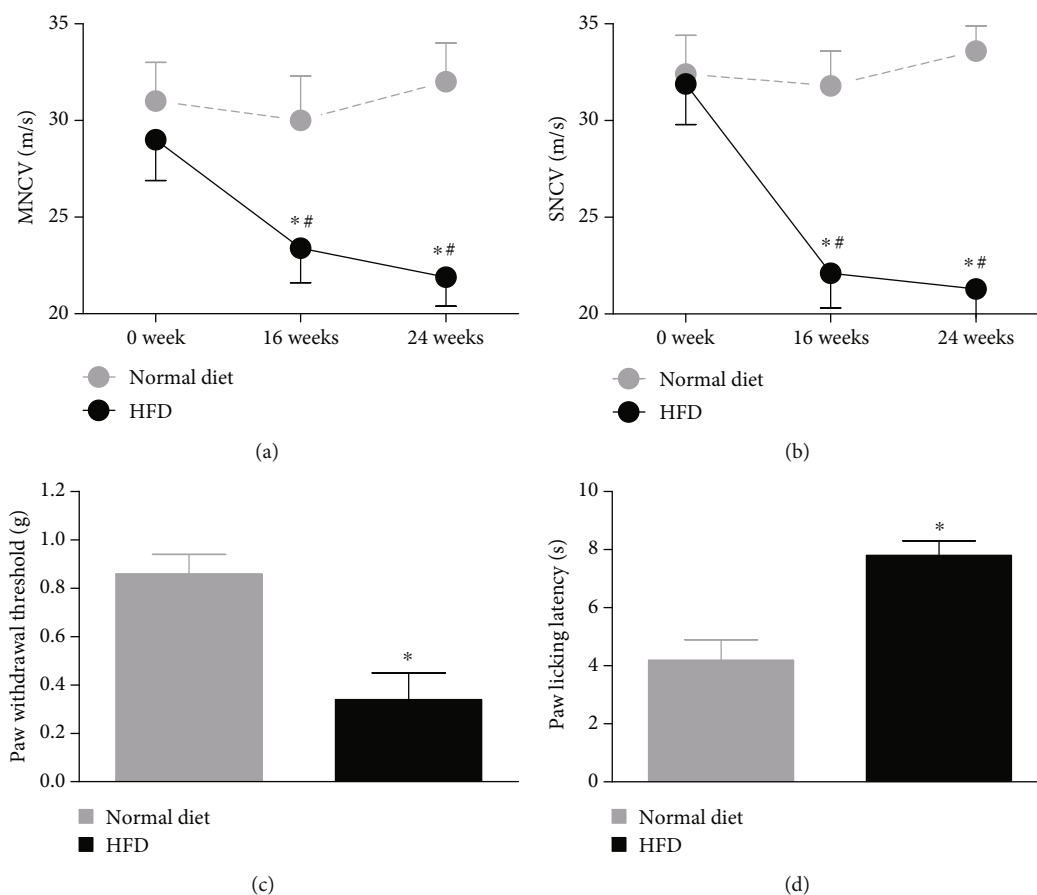 MNCV (m/s)
35
30
25
20
* #
* #
0 week
16 weeks
24 weeks
Normal diet
HFD
(a)
SNCV (m/s)
35
30
25
20
* #
* #
0 week
16 weeks
24 weeks
Normal diet
HFD
(b)
Paw withdrawal threshold (g)
1.2
1.0
0.8
0.6
0.4
0.2
0.0
*
Normal diet
HFD
(c)
Paw licking latency (s)
10
8
6
4
2
0
*
Normal diet
HFD
(d)